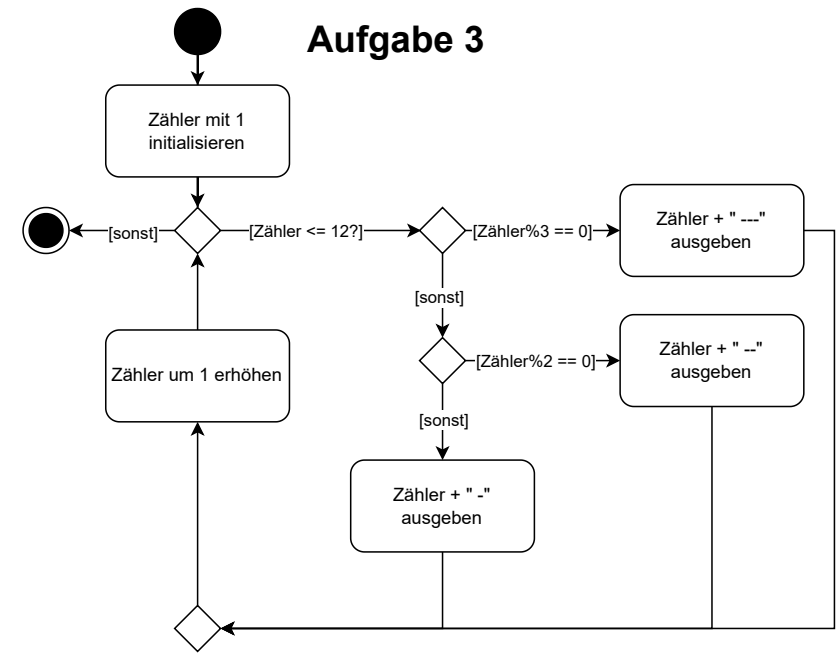 Aufgabe 3
Zähler mit 1
initialisieren
[sonst]
[Zähler <= 12?]
[Zähler%3 == 0]
Zähler + " ---"
ausgeben
[sonst]
Zähler um 1 erhöhen
[Zähler%2 == 0]
Zähler + " --"
ausgeben
[sonst]
Zähler + " -"
ausgeben